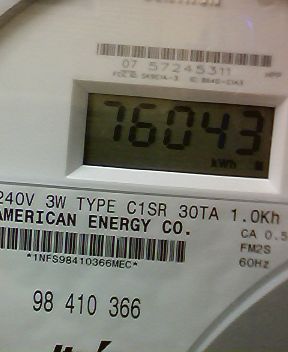 07 57245311
76043
kWh
240V 3W TYPE C1SR 30TA 1.0Kh
AMERICAN ENERGY CO.
CA 0.5
FM2S
60Hz
*1NFS98410366MEC*
98 410 366